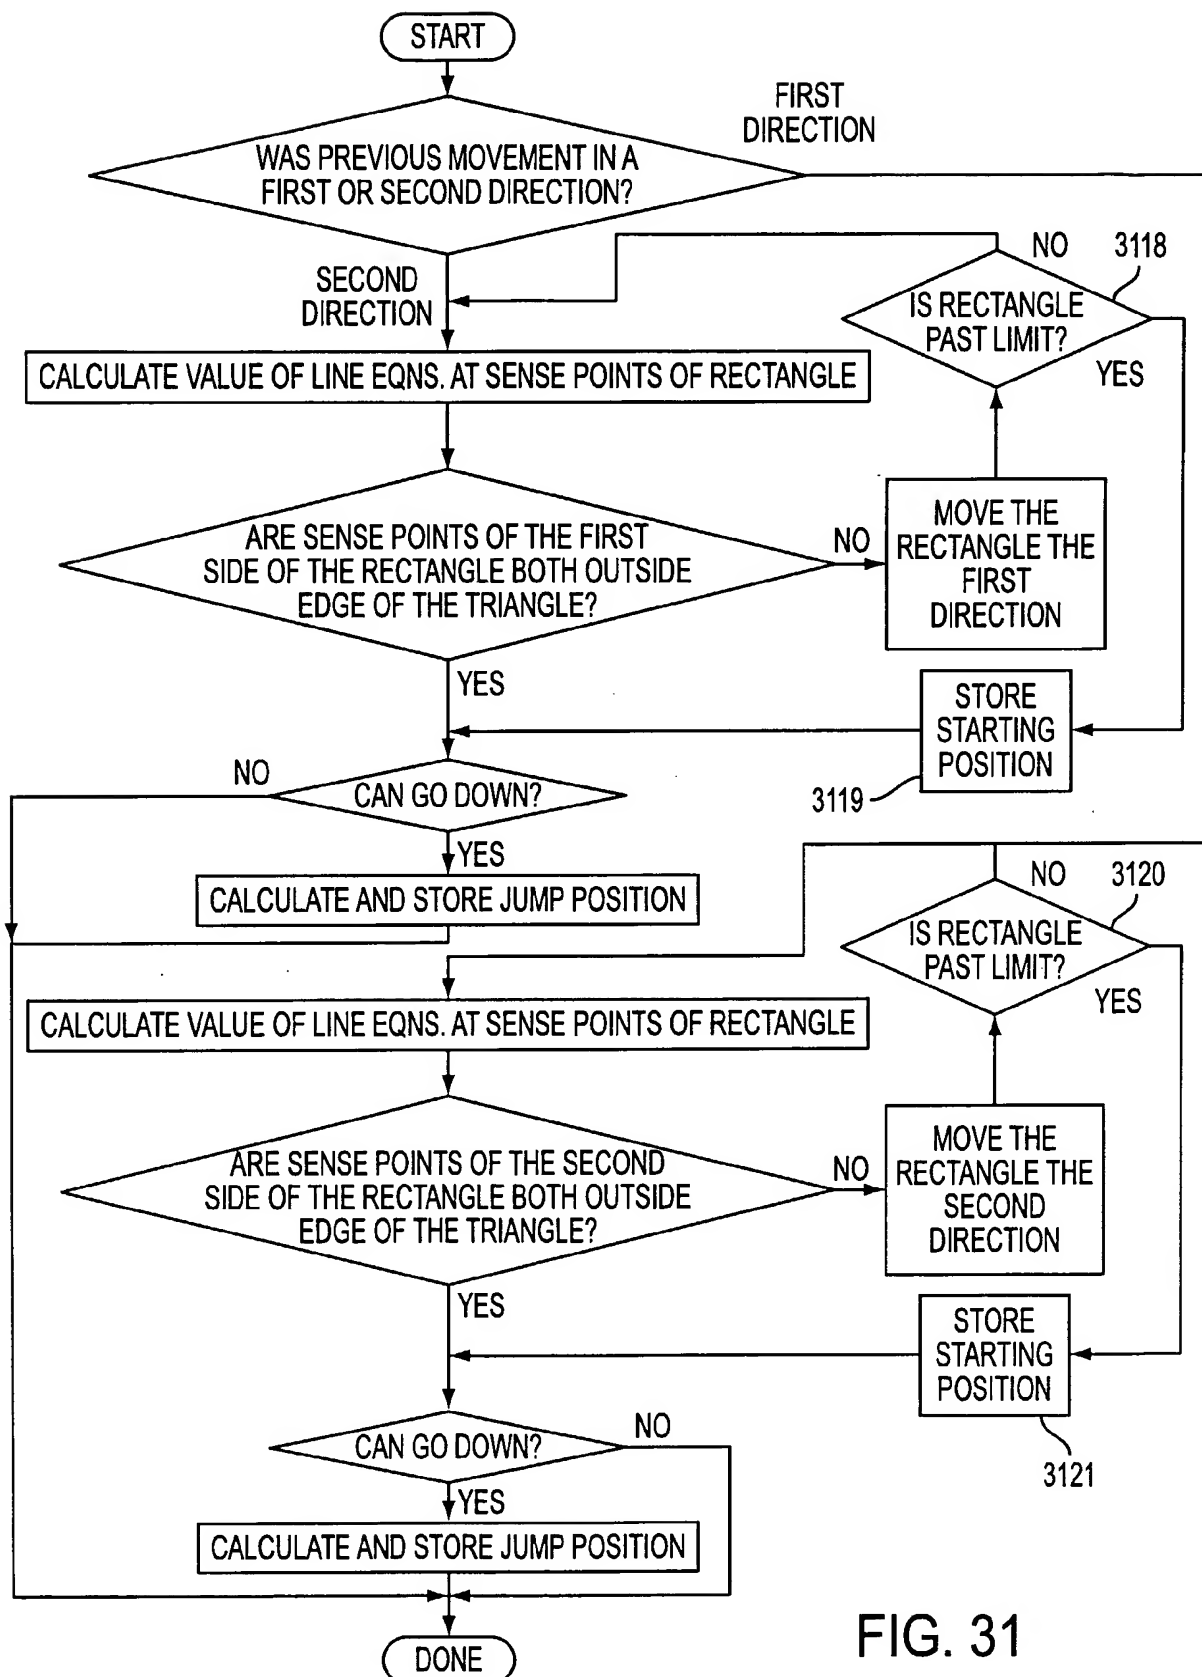 START
FIRST
DIRECTION
WAS PREVIOUS MOVEMENT IN A
FIRST OR SECOND DIRECTION?
SECOND
DIRECTION
NO
3118
IS RECTANGLE
PAST LIMIT?
YES
CALCULATE VALUE OF LINE EQNS. AT SENSE POINTS OF RECTANGLE
ARE SENSE POINTS OF THE FIRST
SIDE OF THE RECTANGLE BOTH OUTSIDE
EDGE OF THE TRIANGLE?
NO
MOVE THE
RECTANGLE THE
FIRST
DIRECTION
YES
STORE
STARTING
POSITION
3119
NO
CAN GO DOWN?
YES
CALCULATE AND STORE JUMP POSITION
NO
3120
IS RECTANGLE
PAST LIMIT?
YES
CALCULATE VALUE OF LINE EQNS. AT SENSE POINTS OF RECTANGLE
ARE SENSE POINTS OF THE SECOND
SIDE OF THE RECTANGLE BOTH OUTSIDE
EDGE OF THE TRIANGLE?
NO
MOVE THE
RECTANGLE THE
SECOND
DIRECTION
YES
STORE
STARTING
POSITION
3121
CAN GO DOWN?
NO
YES
CALCULATE AND STORE JUMP POSITION
DONE
FIG. 31